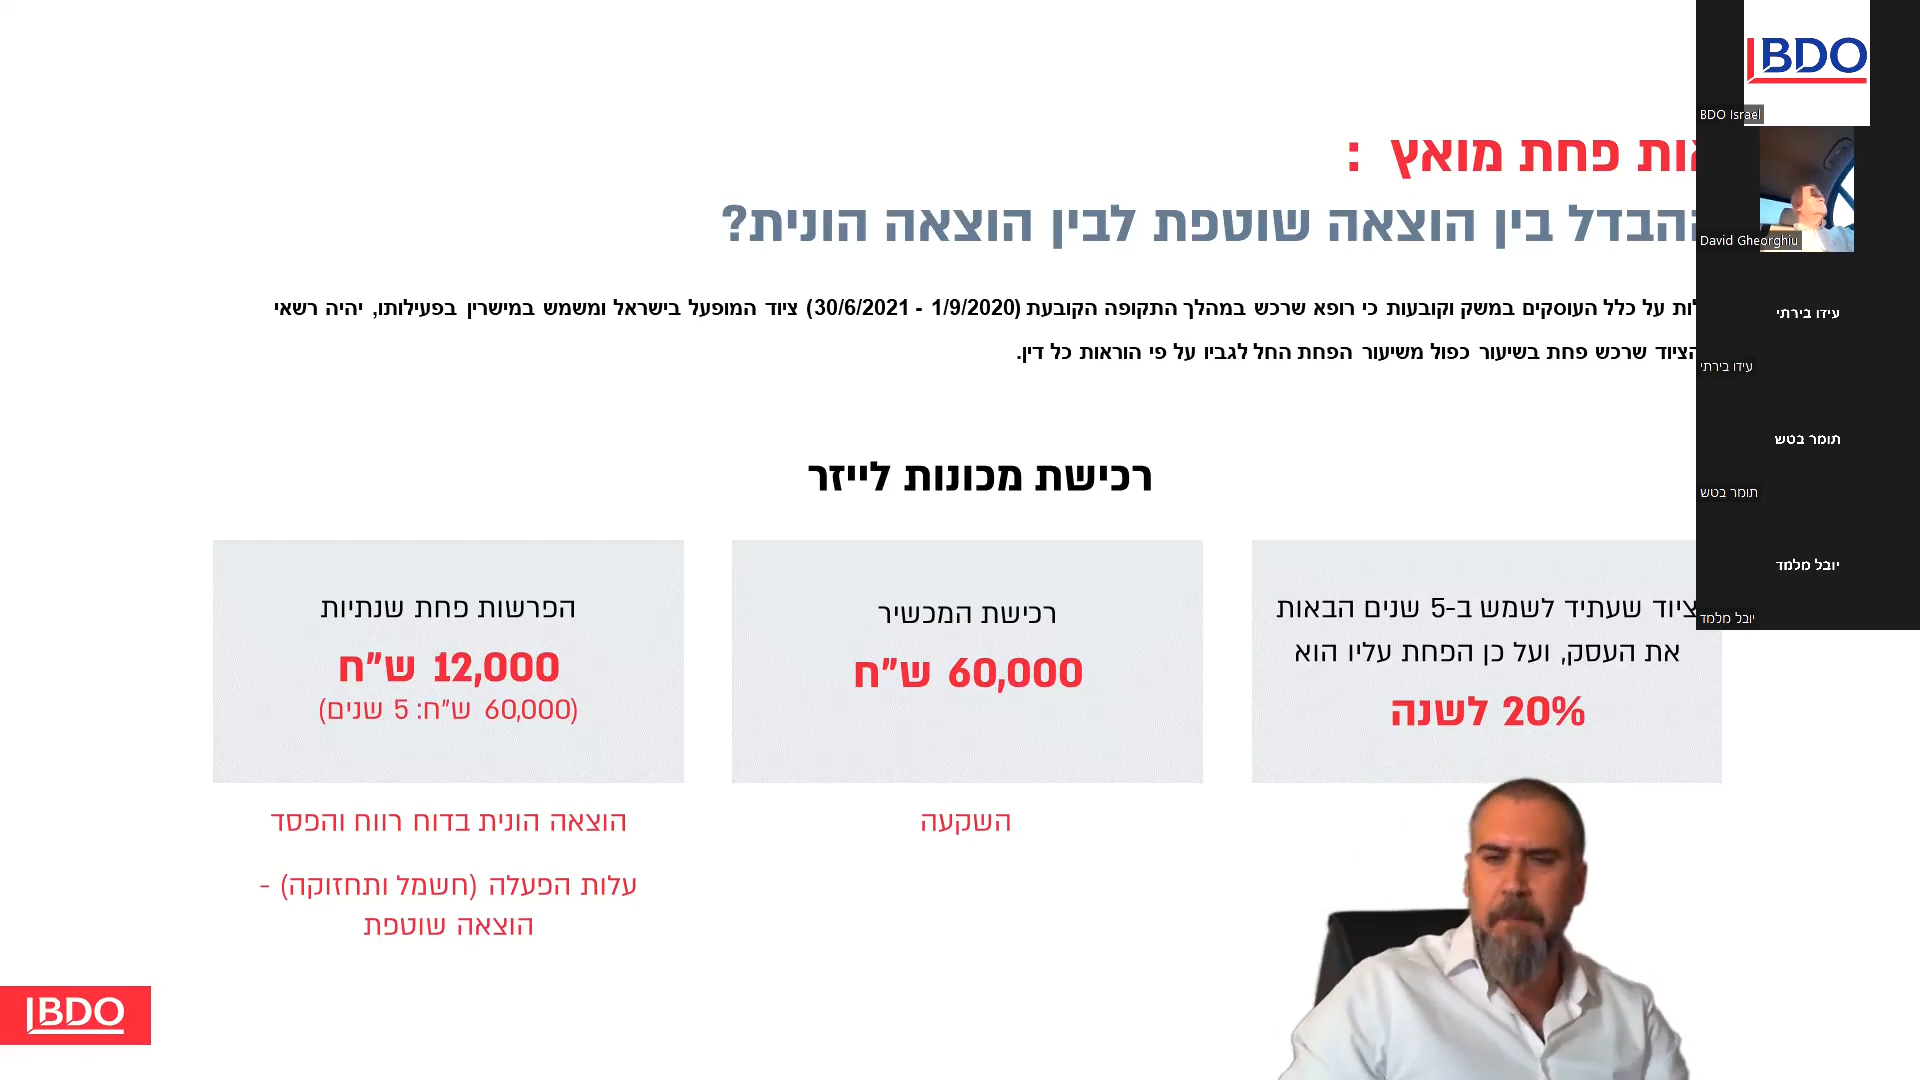 פחת מואץ :
בין הוצאה שוטפת לבין הוצאה הונית?
על כלל העוסקים במשק וקובעות כי רופא שרכש במהלך התקופה הקובעת (1/9/2020 - 30/6/2021) ציוד המופעל בישראל ומשמש במישרין בפעילותו, יהיה רשאי
הציוד שרכש פחת בשיעור כפול משיעור הפחת החל לגביו על פי הוראות כל דין.
רכישת מכונות לייזר
ציוד שעתיד לשמש ב-5 שנים הבאות
את העסק, ועל כן הפחת עליו הוא
20% לשנה
רכישת המכשיר
60,000 ש"ח
השקעה
הפרשות פחת שנתיות
12,000 ש"ח
(60,000 ש"ח: 5 שנים)
הוצאה הונית בדוח רווח והפסד
עלות הפעלה (חשמל ותחזוקה) -
הוצאה שוטפת
BDO
BDO
BDO Israel
David Gheorghiu
עידו בירתי
עידו בירתי
תומר בטש
תומר בטש
יובל מלמד
יובל מלמד